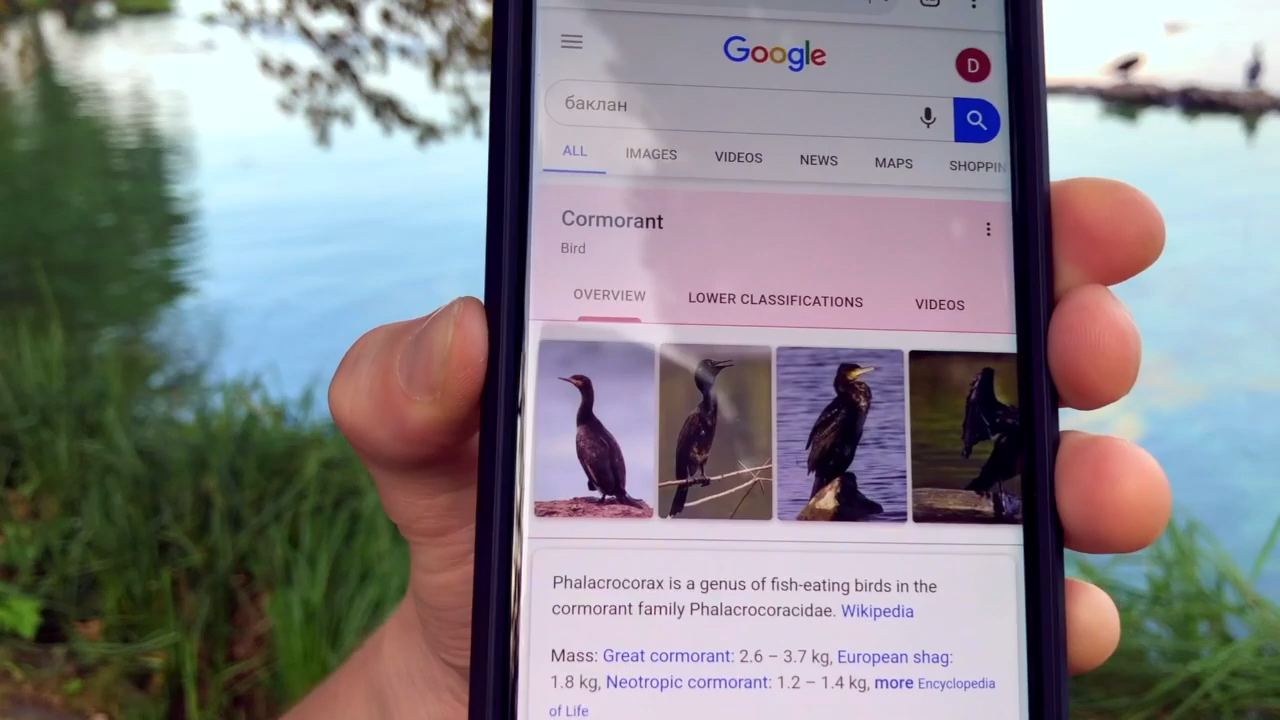 Google
D
баклан
ALL IMAGES VIDEOS NEWS MAPS SHOPPIN
Cormorant
Bird
OVERVIEW LOWER CLASSIFICATIONS VIDEOS
Phalacrocorax is a genus of fish-eating birds in the
cormorant family Phalacrocoracidae. Wikipedia
Mass: Great cormorant: 2.6 – 3.7 kg, European shag:
1.8 kg, Neotropic cormorant: 1.2 – 1.4 kg, more Encyclopedia
of Life